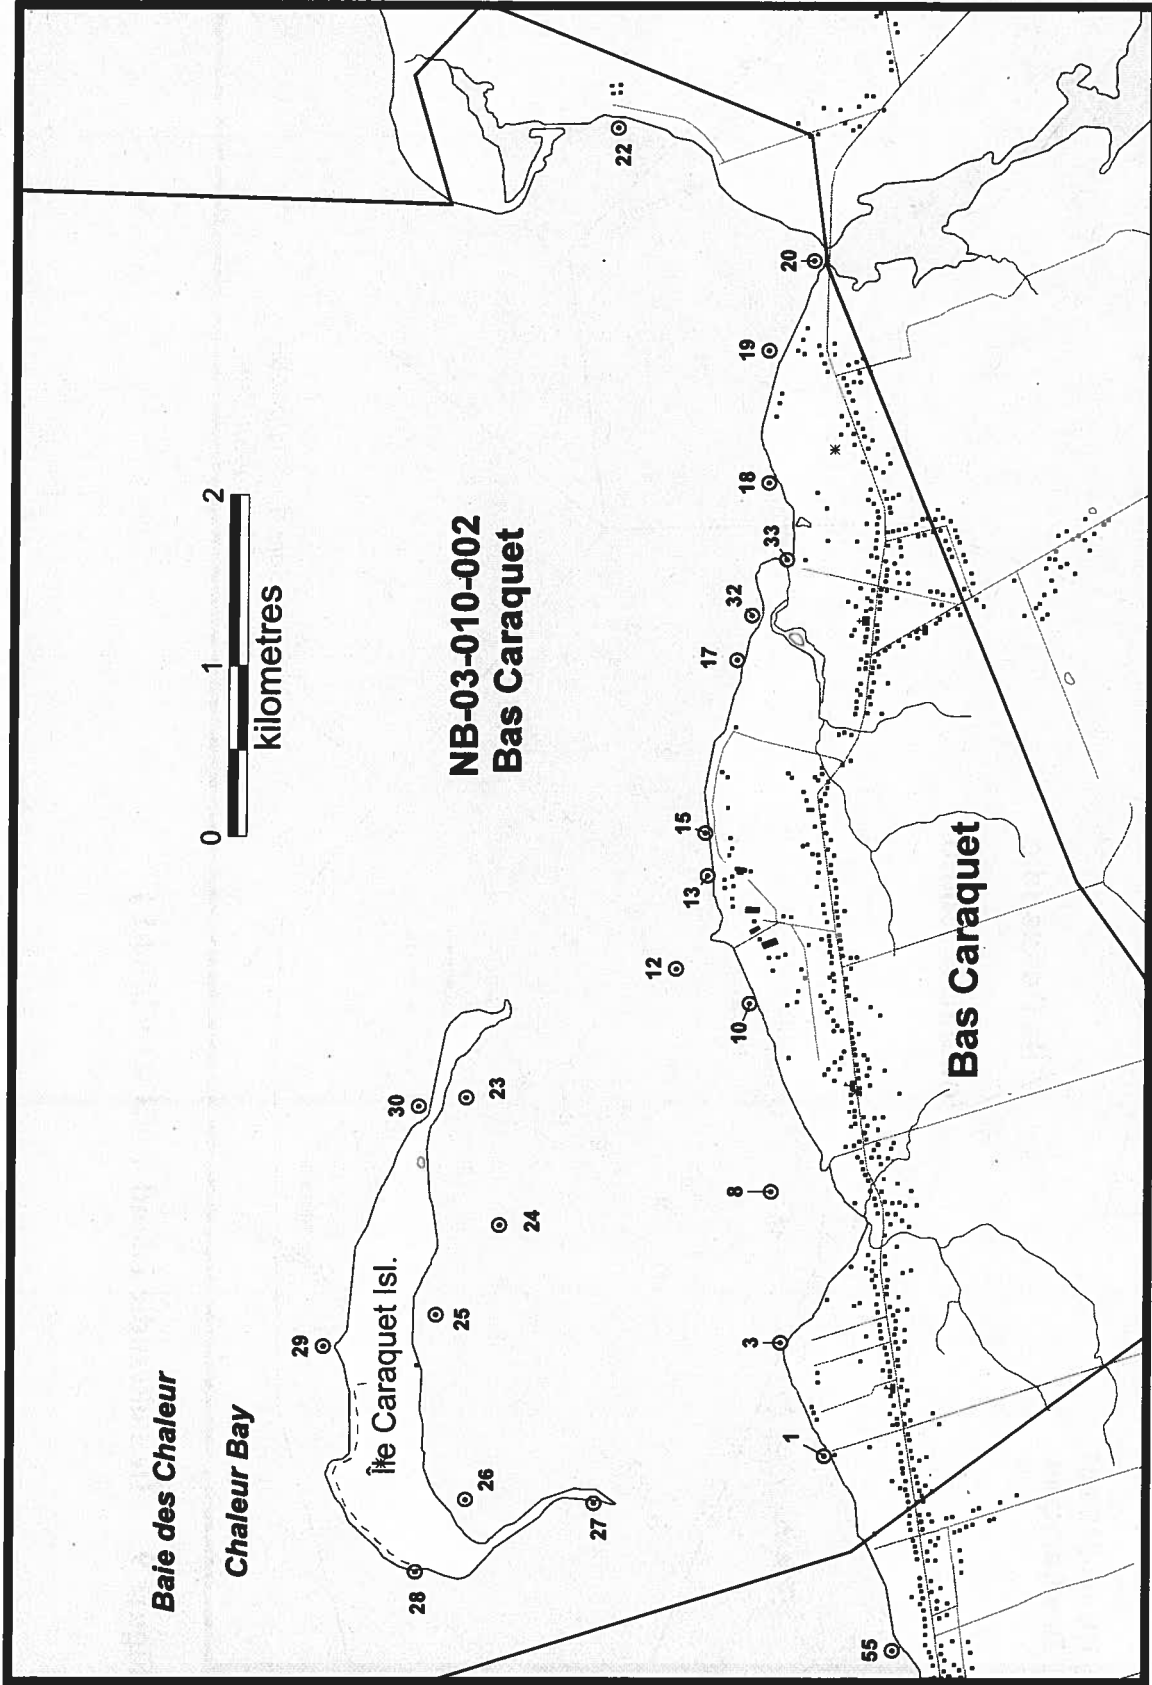 Baie des Chaleur
Chaleur Bay
0 1 2
kilometres
NB-03-010-002
Bas Caraquet
Île Caraquet Isl.
Bas Caraquet
28
29
26
27
25
24
30
23
55
1
3
8
10
12
13
15
17
32
33
18
19
20
22